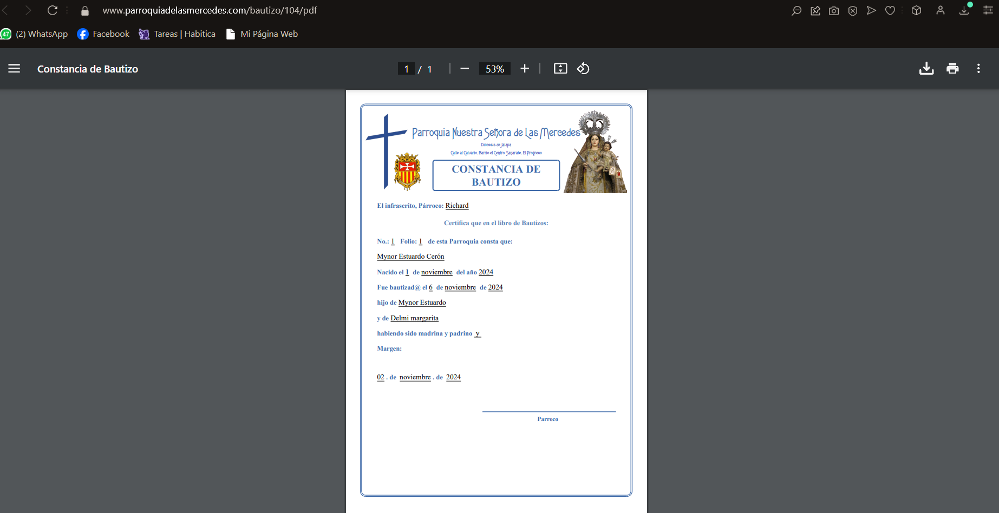 www.parroquiadelasmercedes.com/bautizo/104/pdf
47 (2) WhatsApp Facebook Tareas | Habitica Mi Página Web
Constancia de Bautizo 1 / 1 53%
Parroquia Nuestra Señora de Las Mercedes
Diócesis de Jalapa
Calle al Calvario, Barrio el Centro, Sanarate, El Progreso
CONSTANCIA DE
BAUTIZO
El infrascrito, Párroco: Richard
Certifica que en el libro de Bautizos:
No.: 1 Folio: 1 de esta Parroquia consta que:
Mynor Estuardo Cerón
Nacido el 1 de noviembre del año 2024
Fue bautizad@ el 6 de noviembre de 2024
hijo de Mynor Estuardo
y de Delmi margarita
habiendo sido madrina y padrino y
Margen:
02 . de noviembre . de 2024
Parroco